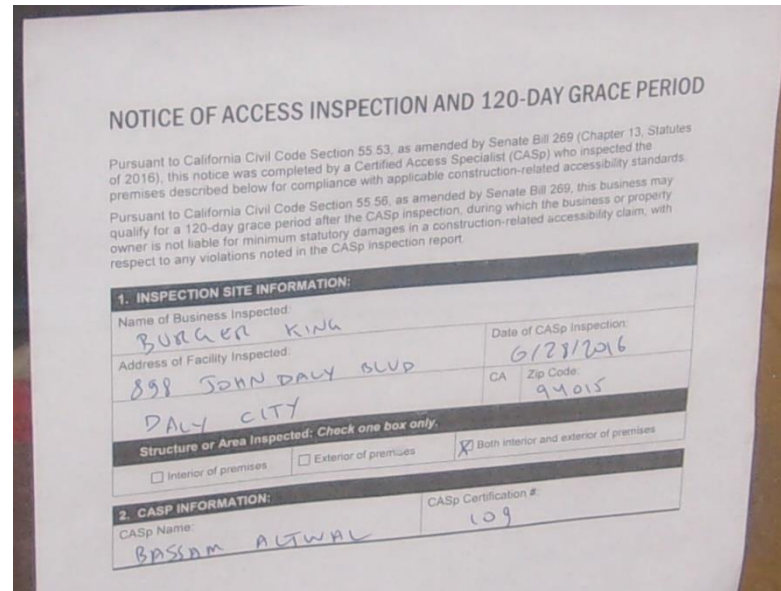 NOTICE OF ACCESS INSPECTION AND 120-DAY GRACE PERIOD
Pursuant to California Civil Code Section 55.53, as amended by Senate Bill 269 (Chapter 13, Statutes
of 2016), this notice was completed by a Certified Access Specialist (CASp) who inspected the
premises described below for compliance with applicable construction-related accessibility standards.
Pursuant to California Civil Code Section 55.56, as amended by Senate Bill 269, this business may
qualify for a 120-day grace period after the CASp inspection, during which the business or property
owner is not liable for minimum statutory damages in a construction-related accessibility claim, with
respect to any violations noted in the CASp inspection report.
1. INSPECTION SITE INFORMATION:
Name of Business Inspected:
BURGER KING
Address of Facility Inspected:
898 JOHN DALY BLVD
Date of CASp Inspection:
6/28/2016
DALY CITY
CA
Zip Code:
94015
Structure or Area Inspected: Check one box only.
Interior of premises
Exterior of premises
Both interior and exterior of premises
2. CASP INFORMATION:
CASp Name:
BASSAM ALTWAL
CASp Certification #:
109